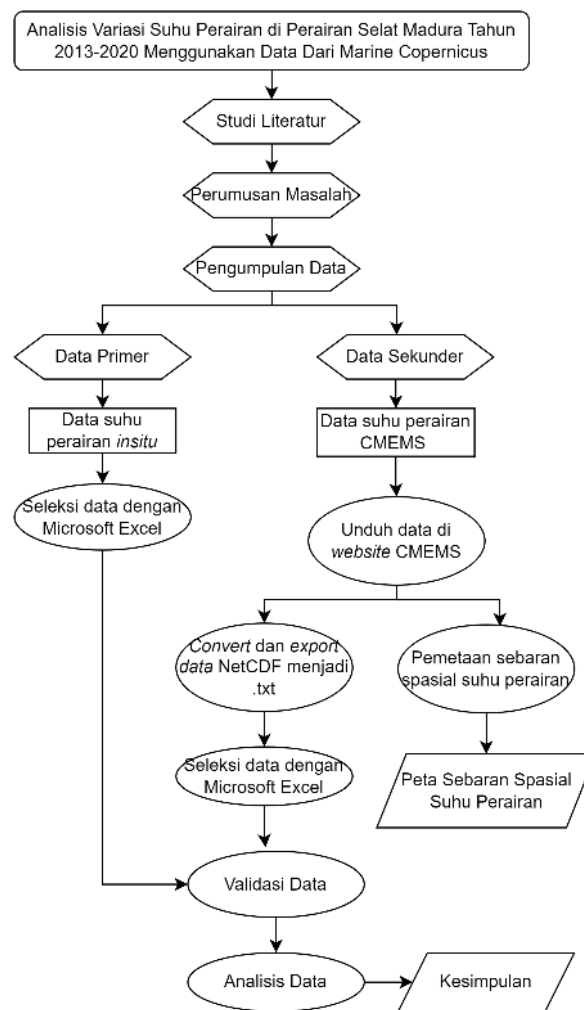 Analisis Variasi Suhu Perairan di Perairan Selat Madura Tahun
2013-2020 Menggunakan Data Dari Marine Copernicus
Studi Literatur
Perumusan Masalah
Pengumpulan Data
Data Primer
Data Sekunder
Data suhu
perairan insitu
Data suhu perairan
CMEMS
Seleksi data dengan
Microsoft Excel
Unduh data di
website CMEMS
Convert dan export
data NetCDF menjadi
.txt
Pemetaan sebaran
spasial suhu perairan
Seleksi data dengan
Microsoft Excel
Peta Sebaran Spasial
Suhu Perairan
Validasi Data
Analisis Data
Kesimpulan